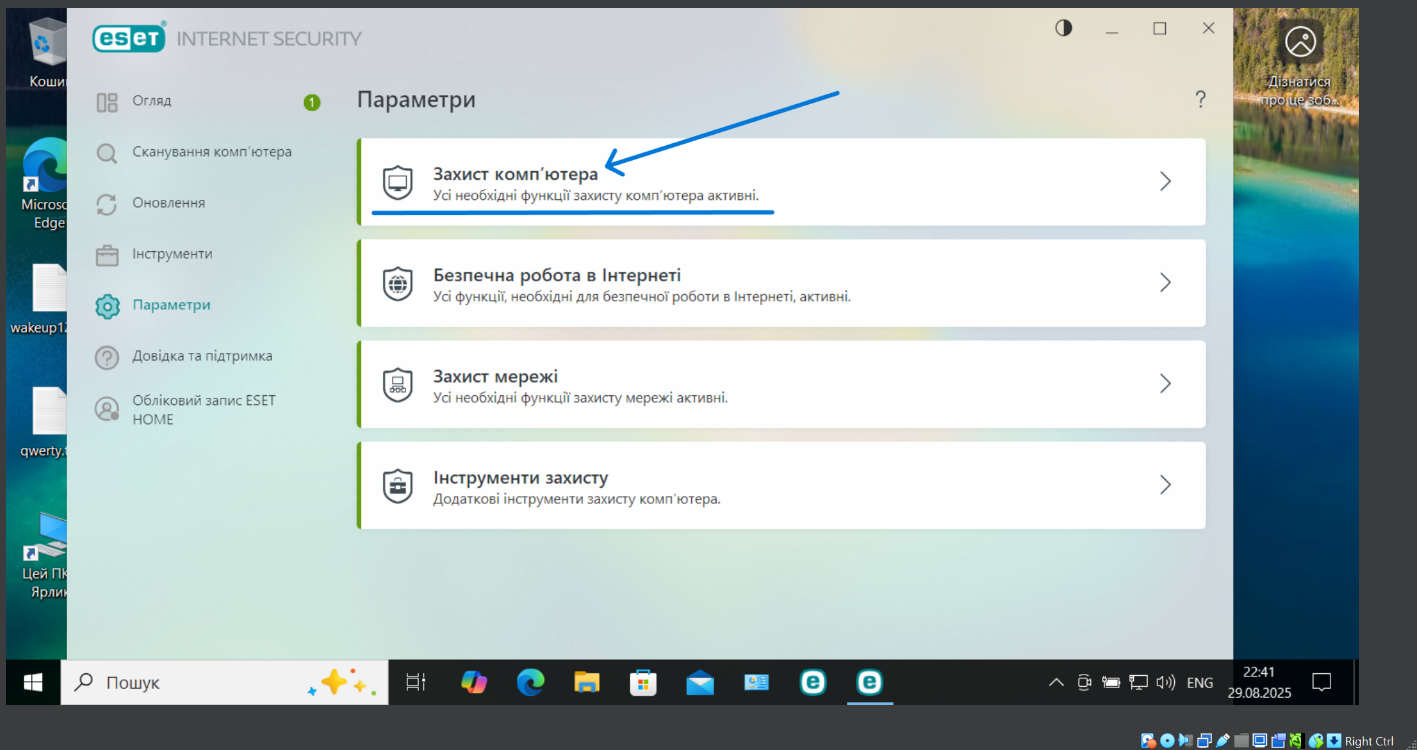 eset INTERNET SECURITY
Огляд
1
Сканування комп'ютера
Оновлення
Інструменти
Параметри
Довідка та підтримка
Обліковий запис ESET
HOME
Параметри
?
Захист комп'ютера
Усі необхідні функції захисту комп'ютера активні.
Безпечна робота в Інтернеті
Усі функції, необхідні для безпечної роботи в Інтернеті, активні.
Захист мережі
Усі необхідні функції захисту мережі активні.
Інструменти захисту
Додаткові інструменти захисту комп'ютера.
Edge
wakeup12
qwerty.t
Цей ПК
Ярлик
Дізнатися
про це зоб...
Пошук
ENG
22:41
29.08.2025
Right Ctrl